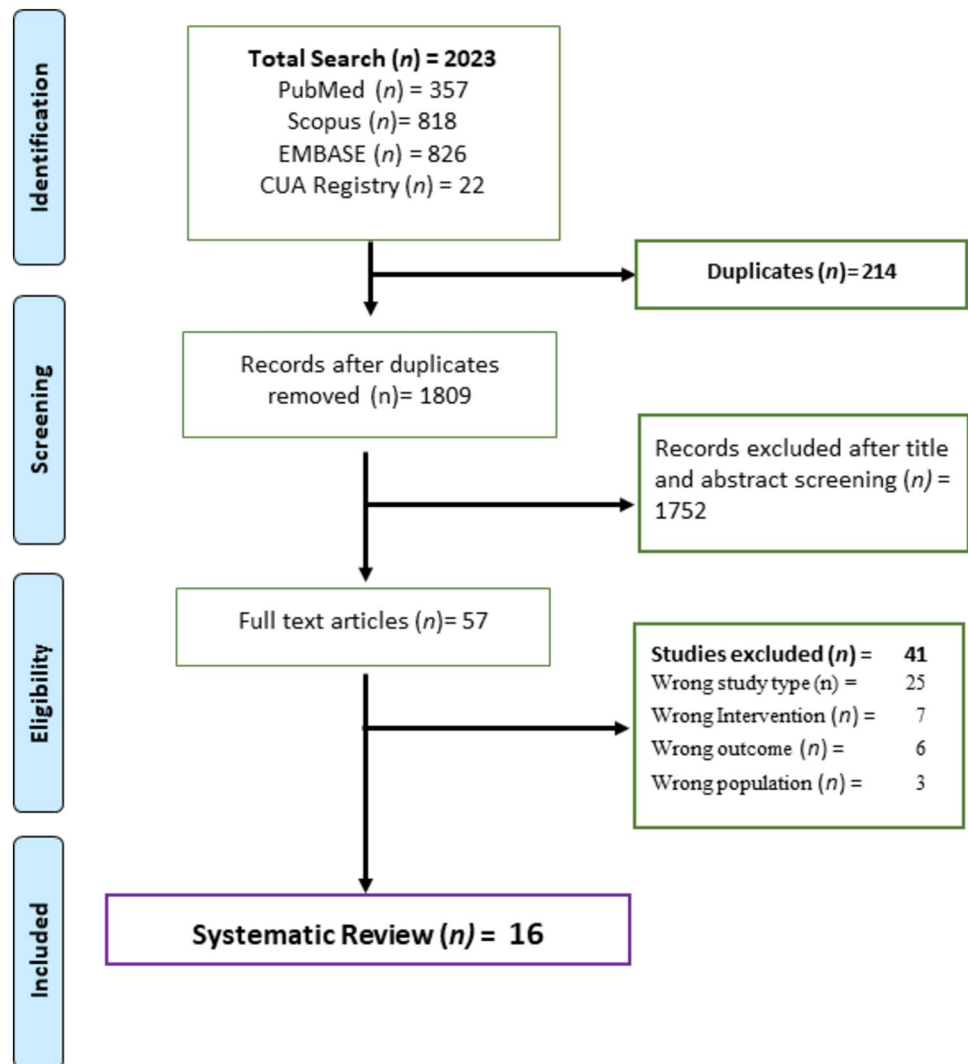 Identification
Total Search (n) = 2023
PubMed (n) = 357
Scopus (n)= 818
EMBASE (n) = 826
CUA Registry (n) = 22
Duplicates (n)= 214
Screening
Records after duplicates
removed (n)= 1809
Records excluded after title
and abstract screening (n) =
1752
Eligibility
Full text articles (n)= 57
Studies excluded (n) = 41
Wrong study type (n) = 25
Wrong Intervention (n) = 7
Wrong outcome (n) = 6
Wrong population (n) = 3
Included
Systematic Review (n) = 16